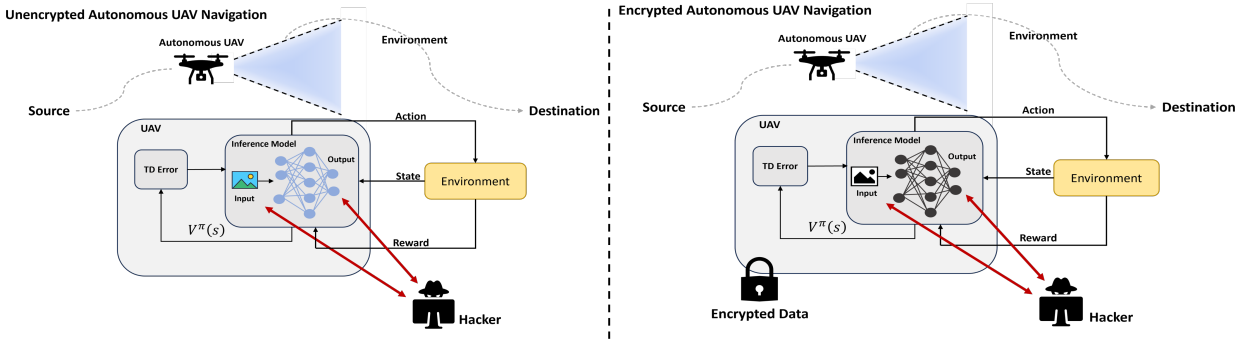 Unencrypted Autonomous UAV Navigation
Autonomous UAV
Environment
Source
Destination
UAV
Action
Inference Model
TD Error
Output
Input
State
Environment
V^π(s)
Reward
Hacker
Encrypted Autonomous UAV Navigation
Autonomous UAV
Environment
Source
Destination
UAV
Action
Inference Model
TD Error
Output
Input
State
Environment
V^π(s)
Reward
Encrypted Data
Hacker